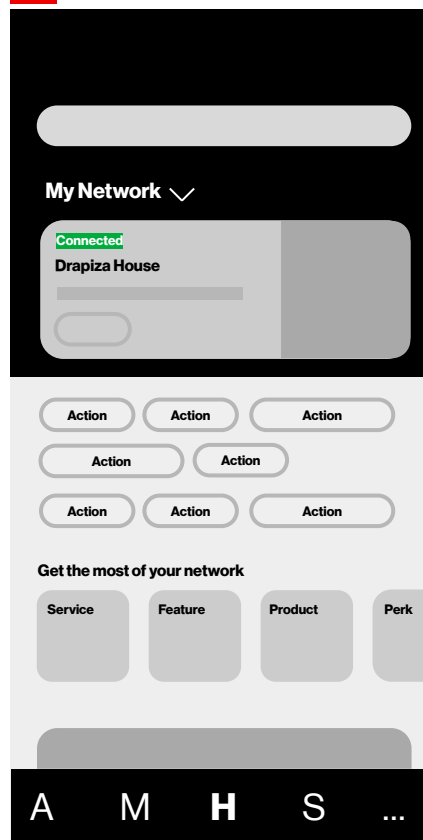 My Network
Connected
Drapiza House
Action Action Action
Action Action
Action Action Action
Get the most of your network
Service Feature Product Perk
A M H S ...